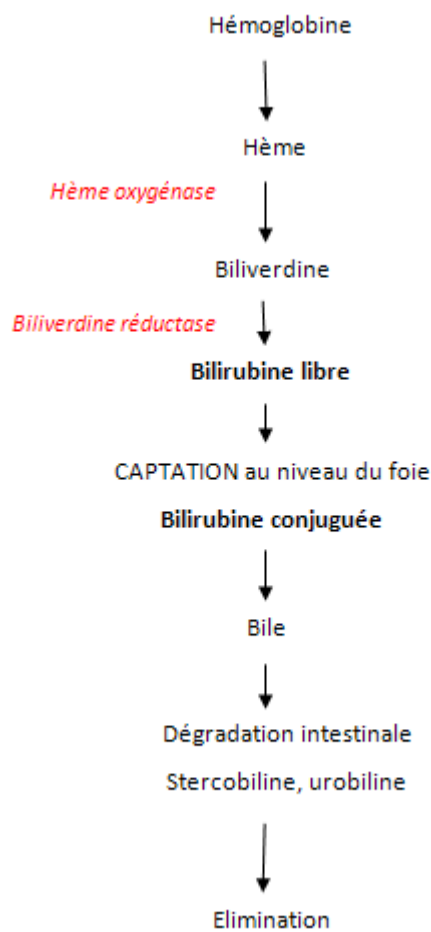 Hémoglobine
Hème
Hème oxygénase
Biliverdine
Biliverdine réductase
Bilirubine libre
CAPTATION au niveau du foie
Bilirubine conjuguée
Bile
Dégradation intestinale
Stercobiline, urobiline
Elimination